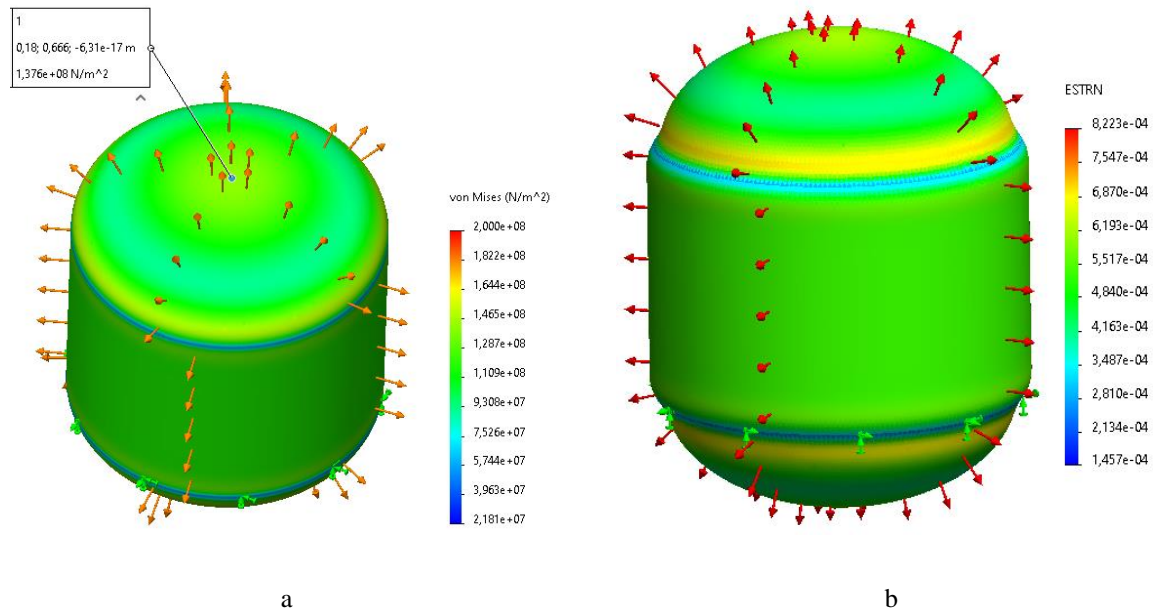 1
0,18; 0,666; -6,31e-17 m
1,376e+08 N/m^2
von Mises (N/m^2)
2,000e+08
1,822e+08
1,644e+08
1,465e+08
1,287e+08
1,109e+08
9,308e+07
7,526e+07
5,744e+07
3,963e+07
2,181e+07
ESTRN
8,223e-04
7,547e-04
6,870e-04
6,193e-04
5,517e-04
4,840e-04
4,163e-04
3,487e-04
2,810e-04
2,134e-04
1,457e-04
a
b